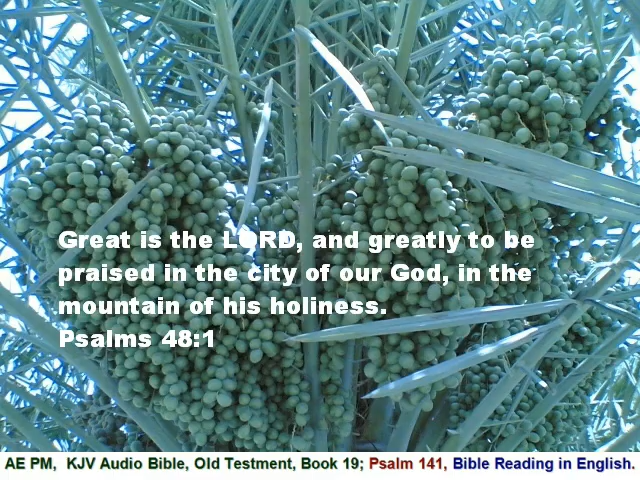 Great is the LORD, and greatly to be
praised in the city of our God, in the
mountain of his holiness.
Psalms 48:1
AE PM, KJV Audio Bible, Old Testment, Book 19; Psalm 141, Bible Reading in English.